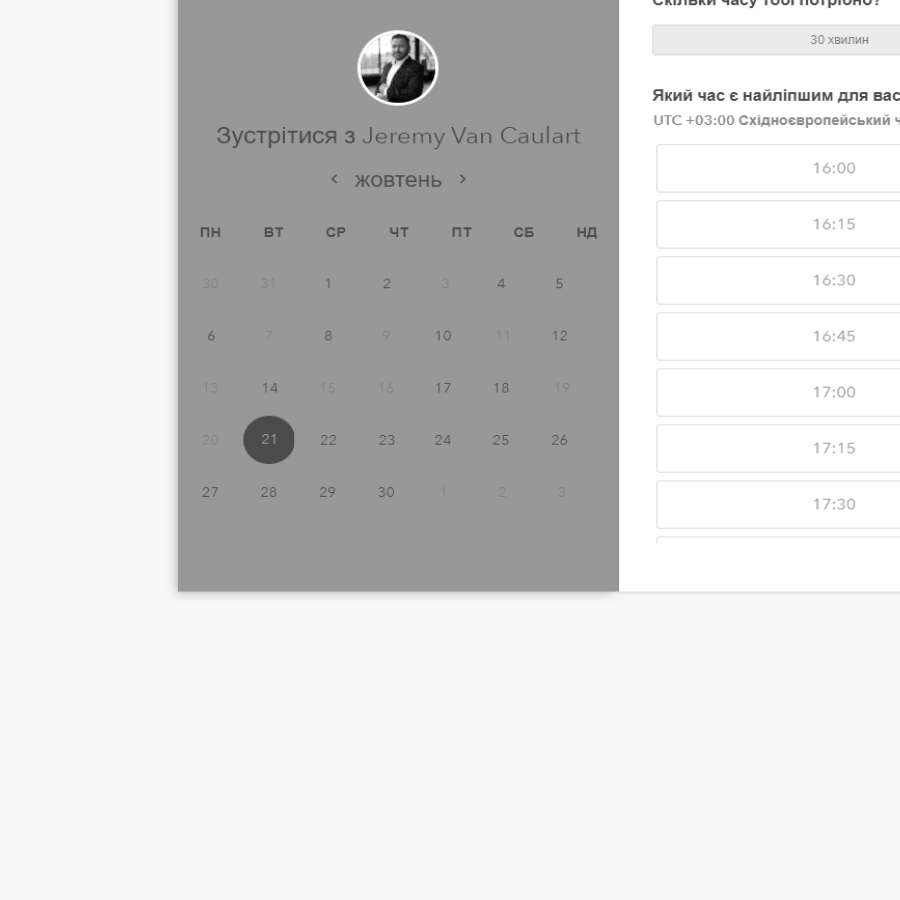 Зустрітися з Jeremy Van Caulart
жовтень
ПН ВТ СР ЧТ ПТ СБ НД
30 31 1 2 3 4 5
6 7 8 9 10 11 12
13 14 15 16 17 18 19
20 21 22 23 24 25 26
27 28 29 30 1 2 3
Скільки часу тобі потрібно?
30 хвилин
Який час є найліпшим для вас
UTC +03:00 Східноєвропейський ч
16:00
16:15
16:30
16:45
17:00
17:15
17:30